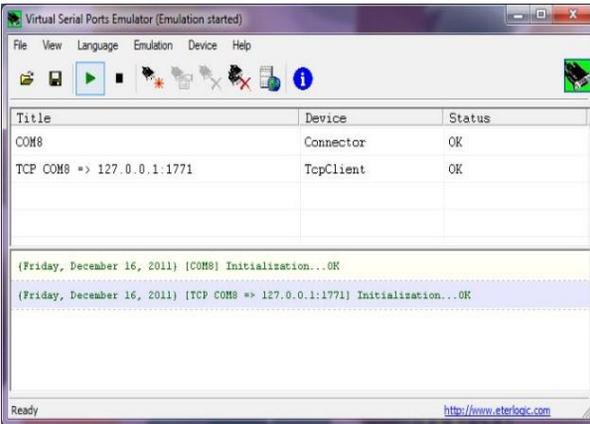 Virtual Serial Ports Emulator (Emulation started)
File View Language Emulation Device Help
Title Device Status
COM8 Connector OK
TCP COM8 => 127.0.0.1:1771 TcpClient OK
(Friday, December 16, 2011) [COM8] Initialization...OK
(Friday, December 16, 2011) [TCP COM8 => 127.0.0.1:1771] Initialization...OK
Ready http://www.eterlogic.com